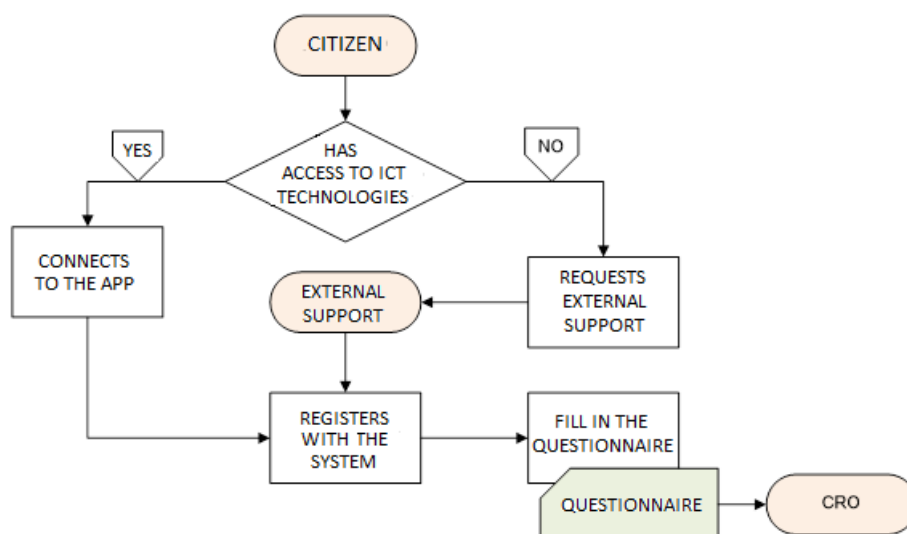 CITIZEN
YES
HAS
ACCESS TO ICT
TECHNOLOGIES
NO
CONNECTS
TO THE APP
EXTERNAL
SUPPORT
REQUESTS
EXTERNAL
SUPPORT
REGISTERS
WITH THE
SYSTEM
FILL IN THE
QUESTIONNAIRE
QUESTIONNAIRE
CRO